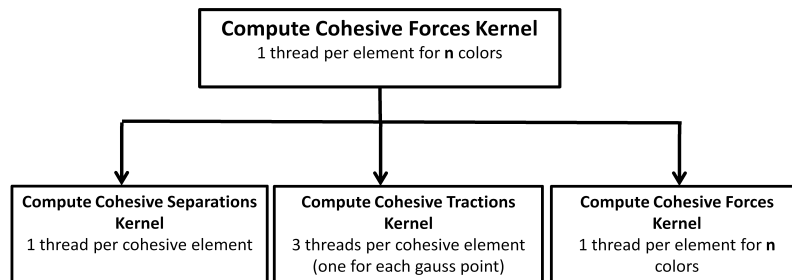 Compute Cohesive Forces Kernel
1 thread per element for n colors
Compute Cohesive Separations
Kernel
1 thread per cohesive element
Compute Cohesive Tractions
Kernel
3 threads per cohesive element
(one for each gauss point)
Compute Cohesive Forces
Kernel
1 thread per element for n
colors